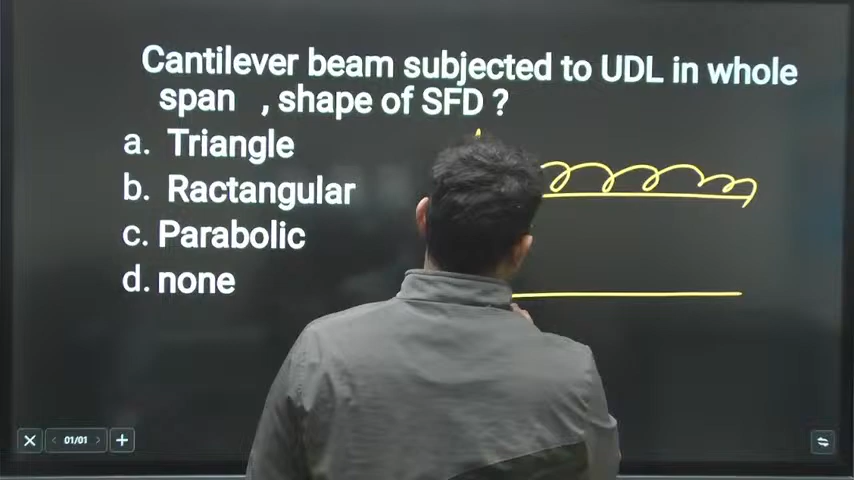 Cantilever beam subjected to UDL in whole
span , shape of SFD ?
a. Triangle
b. Ractangular
c. Parabolic
d. none
01/01